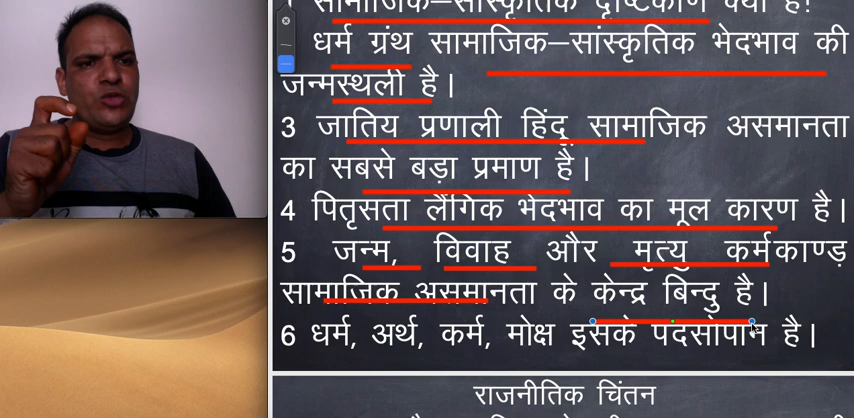 1 सामाजिक–सांस्कृतिक दृष्टिकोण क्या है?
धर्म ग्रंथ सामाजिक–सांस्कृतिक भेदभाव की
जन्मस्थली है।
3 जातिय प्रणाली हिंदू सामाजिक असमानता
का सबसे बड़ा प्रमाण है।
4 पितृसता लैंगिक भेदभाव का मूल कारण है।
5 जन्म, विवाह और मृत्यु कर्मकाण्ड़
सामाजिक असमानता के केन्द्र बिन्दु है।
6 धर्म, अर्थ, कर्म, मोक्ष इसके पदसोपान है।
राजनीतिक चिंतन